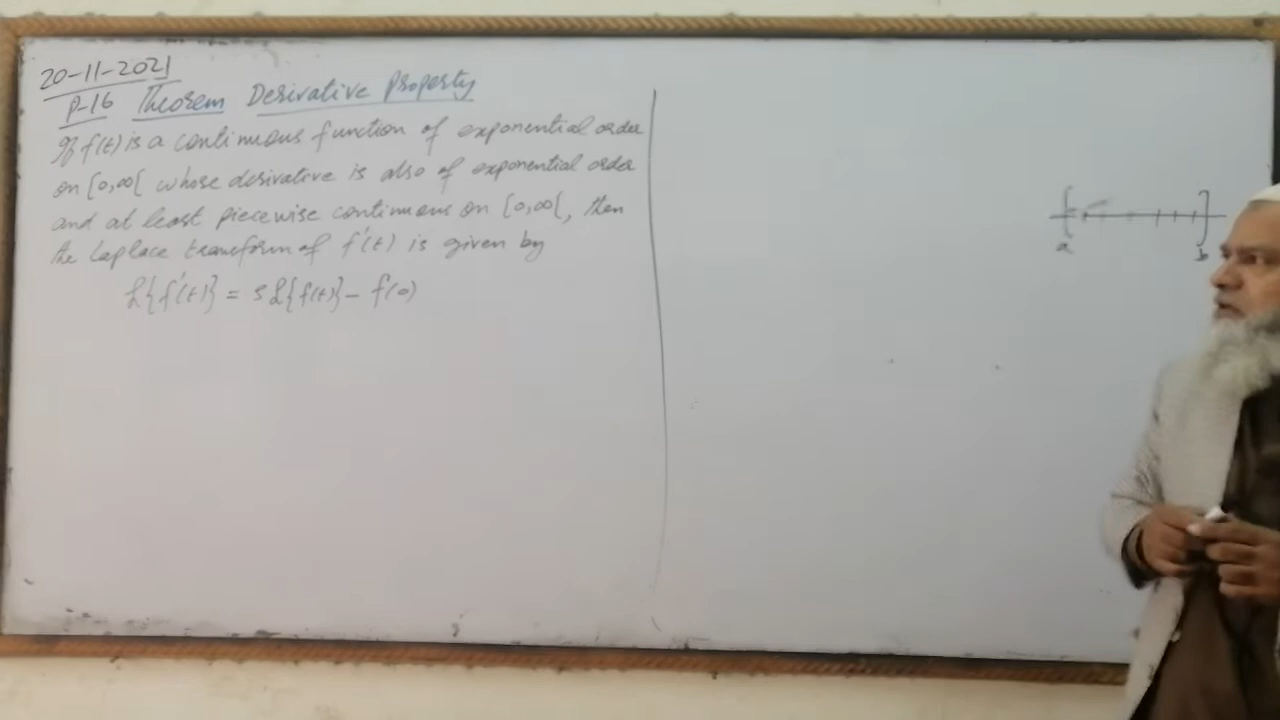 20-11-2021
P-16 Theorem Derivative Property
If f(t) is a continuous function of exponential order
on [0,∞[ whose derivative is also of exponential order
and at least piecewise continuous on [0,∞[, then
the Laplace transform of f'(t) is given by
ℒ{f'(t)} = sℒ{f(t)} - f(0)
[ ]
a b